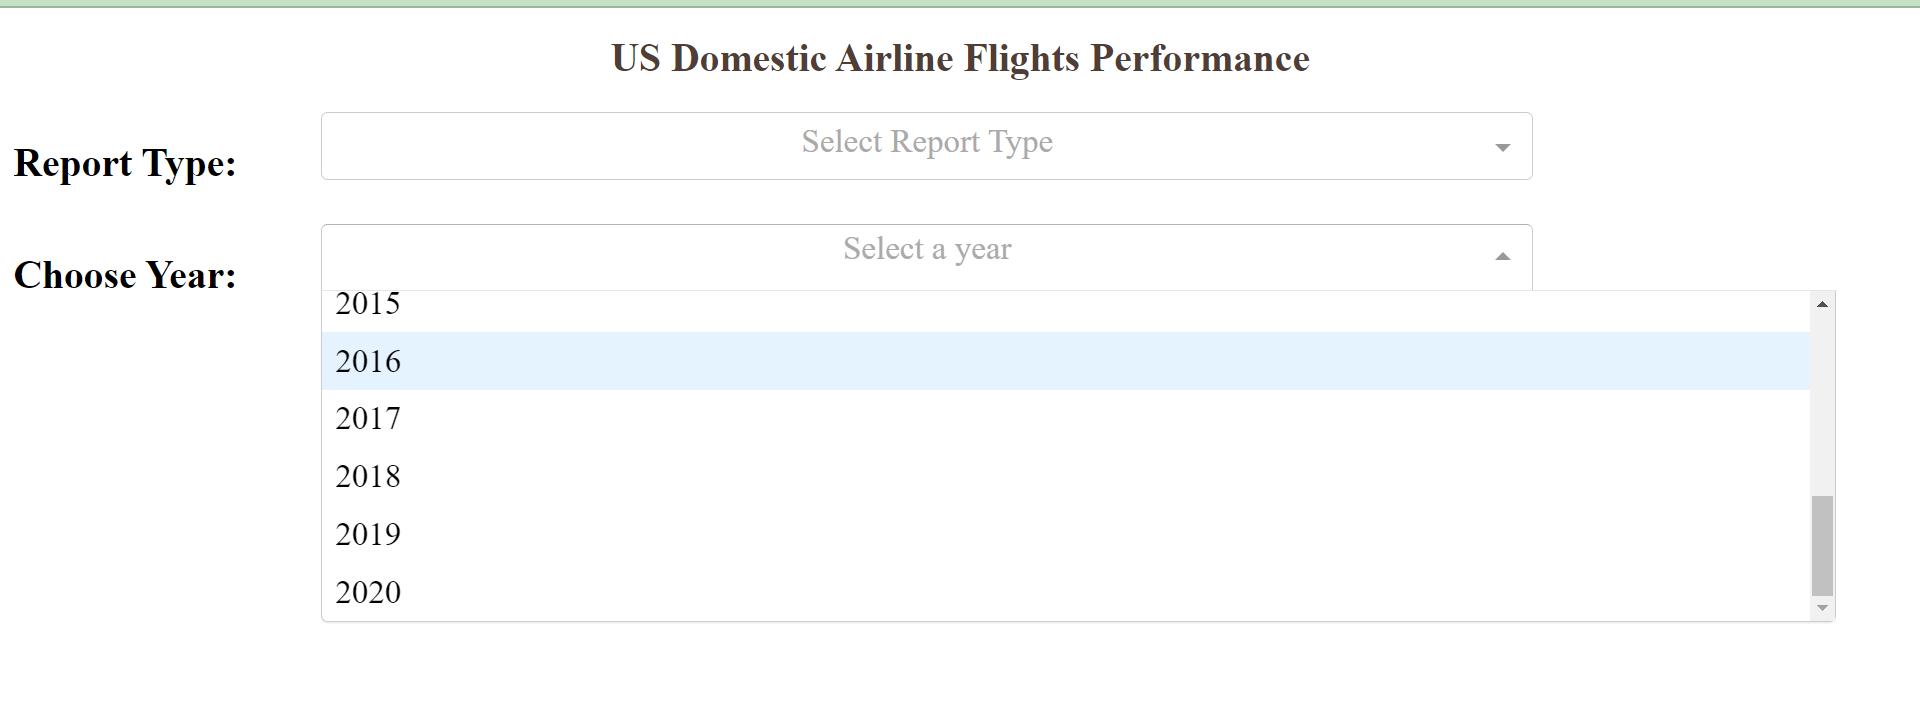 US Domestic Airline Flights Performance
Report Type:
Select Report Type
Choose Year:
Select a year
2015
2016
2017
2018
2019
2020